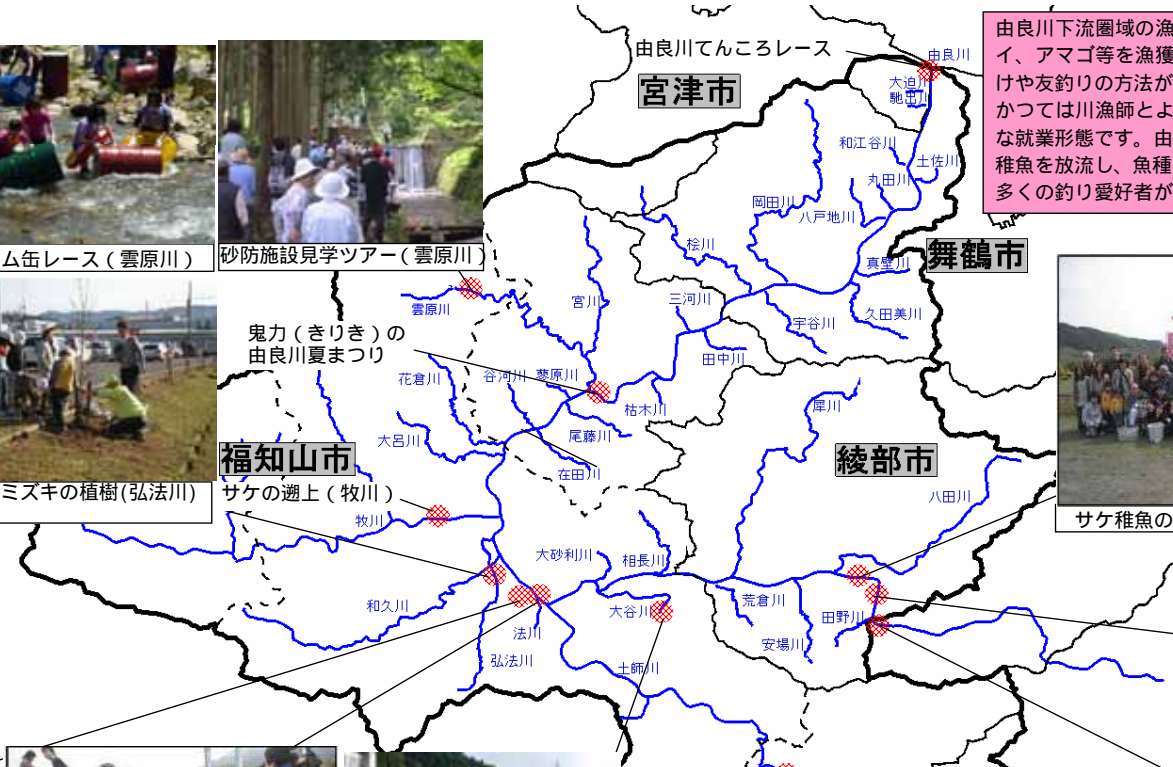 由良川てんころレース
宮津市
由良川
大迫川
馳出川
和江谷川
土佐川
丸田川
岡田川
八戸地川
由良川下流圏域の漁
イ、アマゴ等を漁獲
けや友釣りの方法が
かつては川漁師とよ
な就業形態です。由
稚魚を放流し、魚種
多くの釣り愛好者が
ム缶レース（雲原川）
砂防施設見学ツアー（雲原川）
桧川
真壁川
舞鶴市
雲原川
宮川
三河川
宇谷川
久田美川
鬼力（きりき）の
由良川夏まつり
田中川
花倉川
谷河川
蓼原川
枯木川
犀川
大呂川
尾藤川
福知山市
在田川
綾部市
ミズキの植樹(弘法川)
サケの遡上（牧川）
八田川
牧川
サケ稚魚の
大砂利川
相長川
和久川
大谷川
荒倉川
田野川
法川
安場川
弘法川
土師川